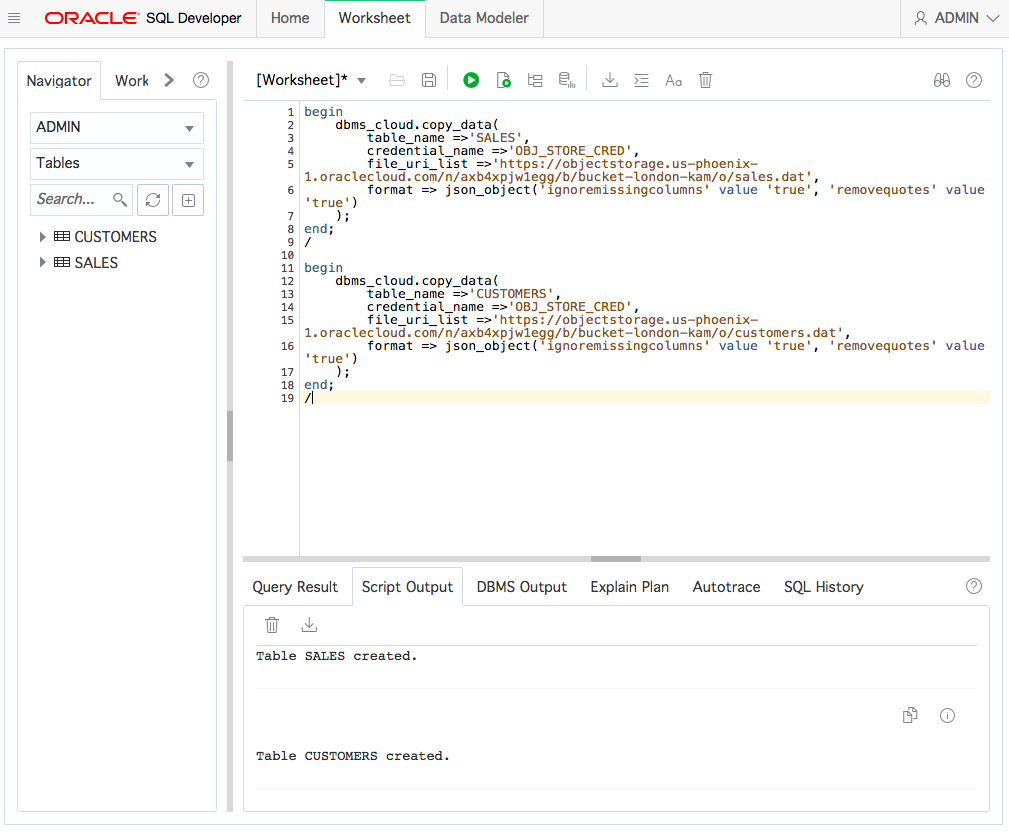 ORACLE SQL Developer Home Worksheet Data Modeler ADMIN
Navigator Work
ADMIN
Tables
Search...
CUSTOMERS
SALES
[Worksheet]* Aa
1 begin
2 dbms_cloud.copy_data(
3 table_name =>'SALES',
4 credential_name =>'OBJ_STORE_CRED',
5 file_uri_list =>'https://objectstorage.us-phoenix-
1.oraclecloud.com/n/axb4xpjw1egg/b/bucket-london-kam/o/sales.dat',
6 format => json_object('ignoremissingcolumns' value 'true', 'removequotes' value
'true')
7 );
8 end;
9 /
10
11 begin
12 dbms_cloud.copy_data(
13 table_name =>'CUSTOMERS',
14 credential_name =>'OBJ_STORE_CRED',
15 file_uri_list =>'https://objectstorage.us-phoenix-
1.oraclecloud.com/n/axb4xpjw1egg/b/bucket-london-kam/o/customers.dat',
16 format => json_object('ignoremissingcolumns' value 'true', 'removequotes' value
'true')
17 );
18 end;
19 /
Query Result Script Output DBMS Output Explain Plan Autotrace SQL History
Table SALES created.
Table CUSTOMERS created.